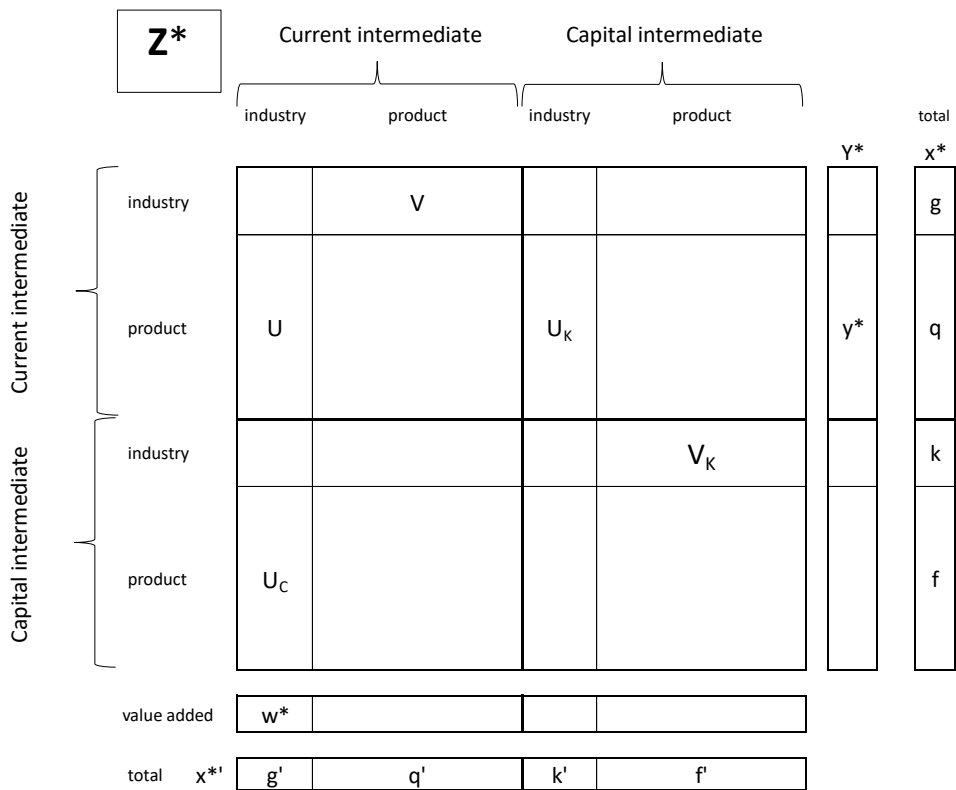 Z*
Current intermediate
Capital intermediate
industry
product
industry
product
total
Y*
x*
Current intermediate
industry
V
g
product
U
U_K
y*
q
Capital intermediate
industry
V_K
k
product
U_C
f
value added
w*
total
x*'
g'
q'
k'
f'